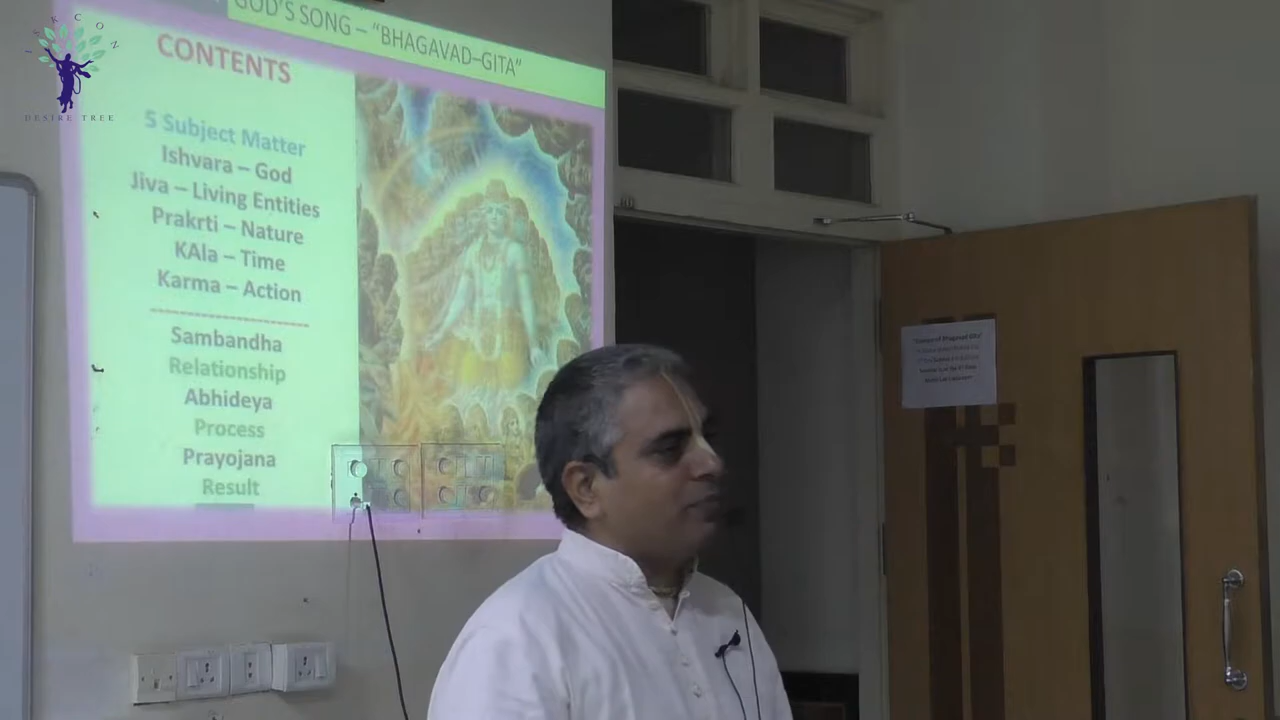 ISKCON
DESIRE TREE
GOD'S SONG – "BHAGAVAD–GITA"
CONTENTS
5 Subject Matter
Ishvara – God
Jiva – Living Entities
Prakrti – Nature
KAla – Time
Karma – Action
Sambandha
Relationship
Abhideya
Process
Prayojana
Result